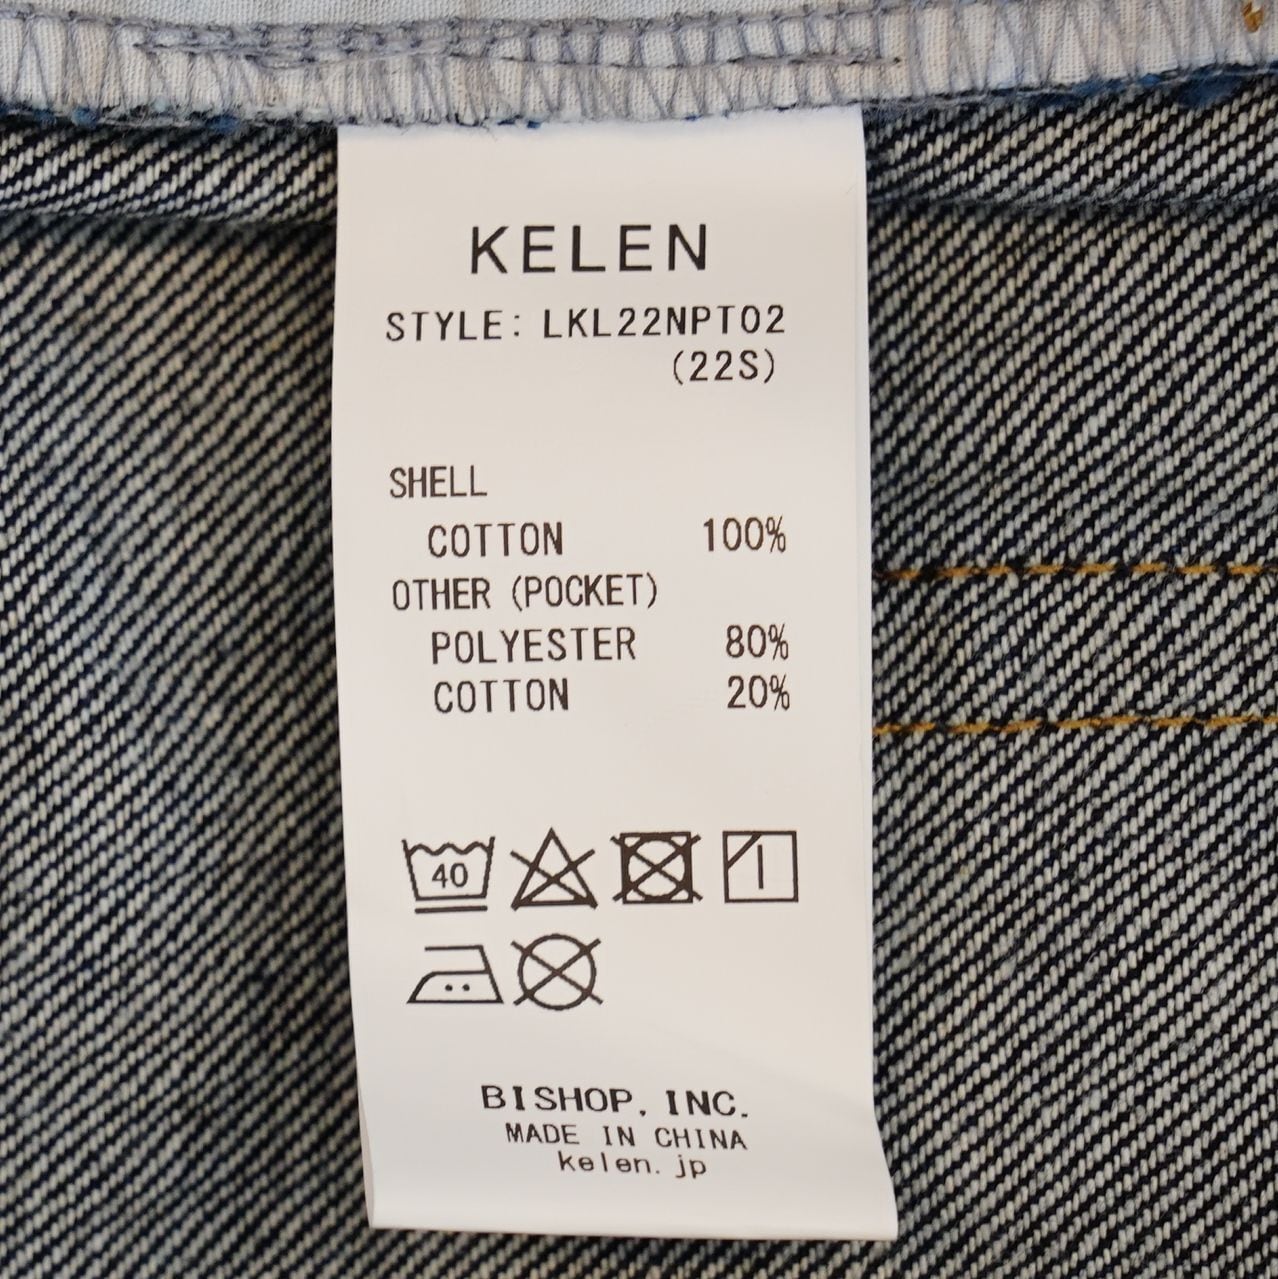 KELEN
STYLE: LKL22NPT02
(22S)
SHELL
COTTON 100%
OTHER (POCKET)
POLYESTER 80%
COTTON 20%
40
BISHOP, INC.
MADE IN CHINA
kelen.jp